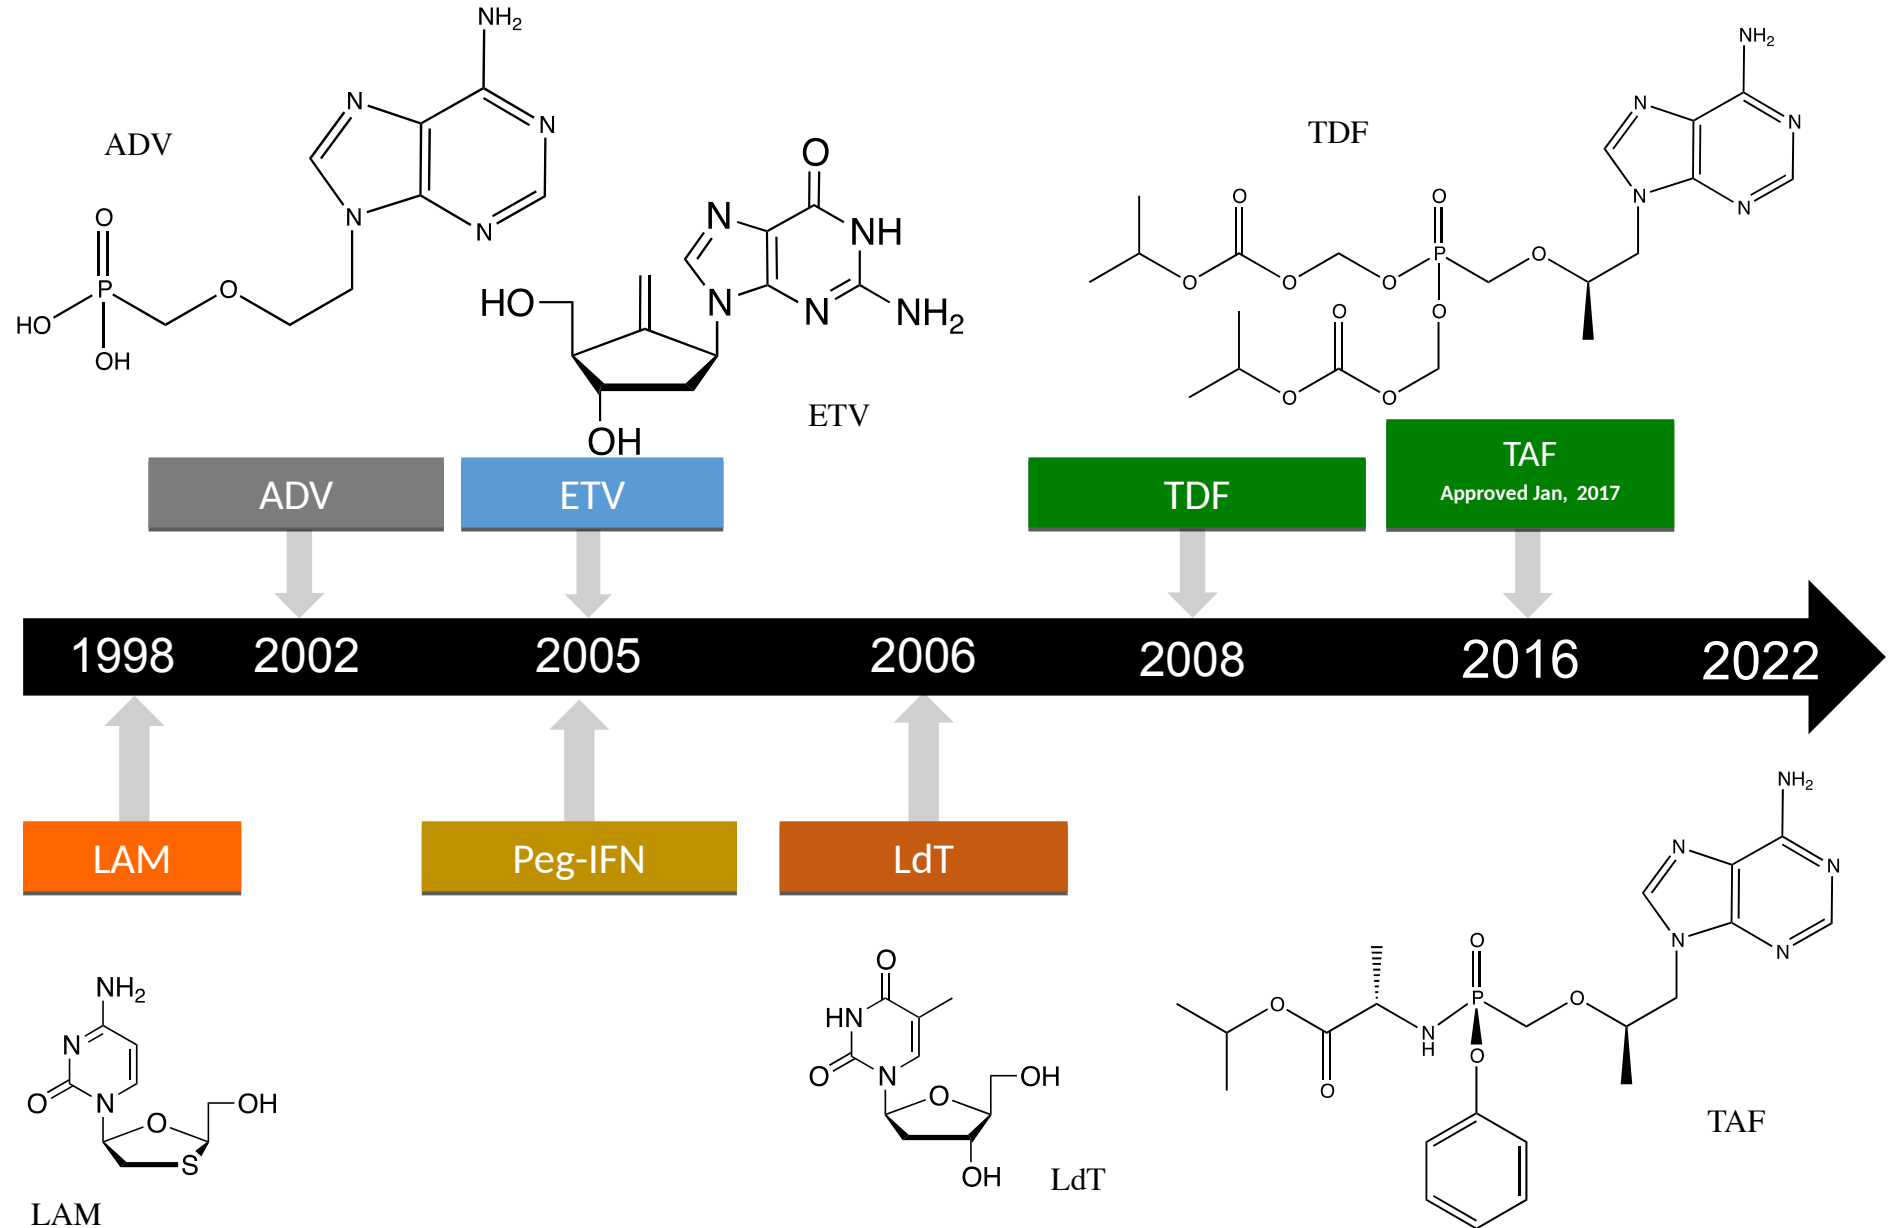 NH2
N
N
N
N
ADV
O
P
HO
OH
O
O
N
NH
N
N
NH2
HO
OH
ETV
TDF
NH2
N
N
N
N
O
O
O
O
O
P
O
O
O
O
O
ADV
ETV
TDF
TAF
Approved Jan, 2017
1998 2002 2005 2006 2008 2016 2022
LAM
Peg-IFN
LdT
NH2
N
O
N
O
OH
S
LAM
O
HN
O
N
O
OH
OH
LdT
NH2
N
N
N
N
O
O
P
O
N
H
O
O
TAF